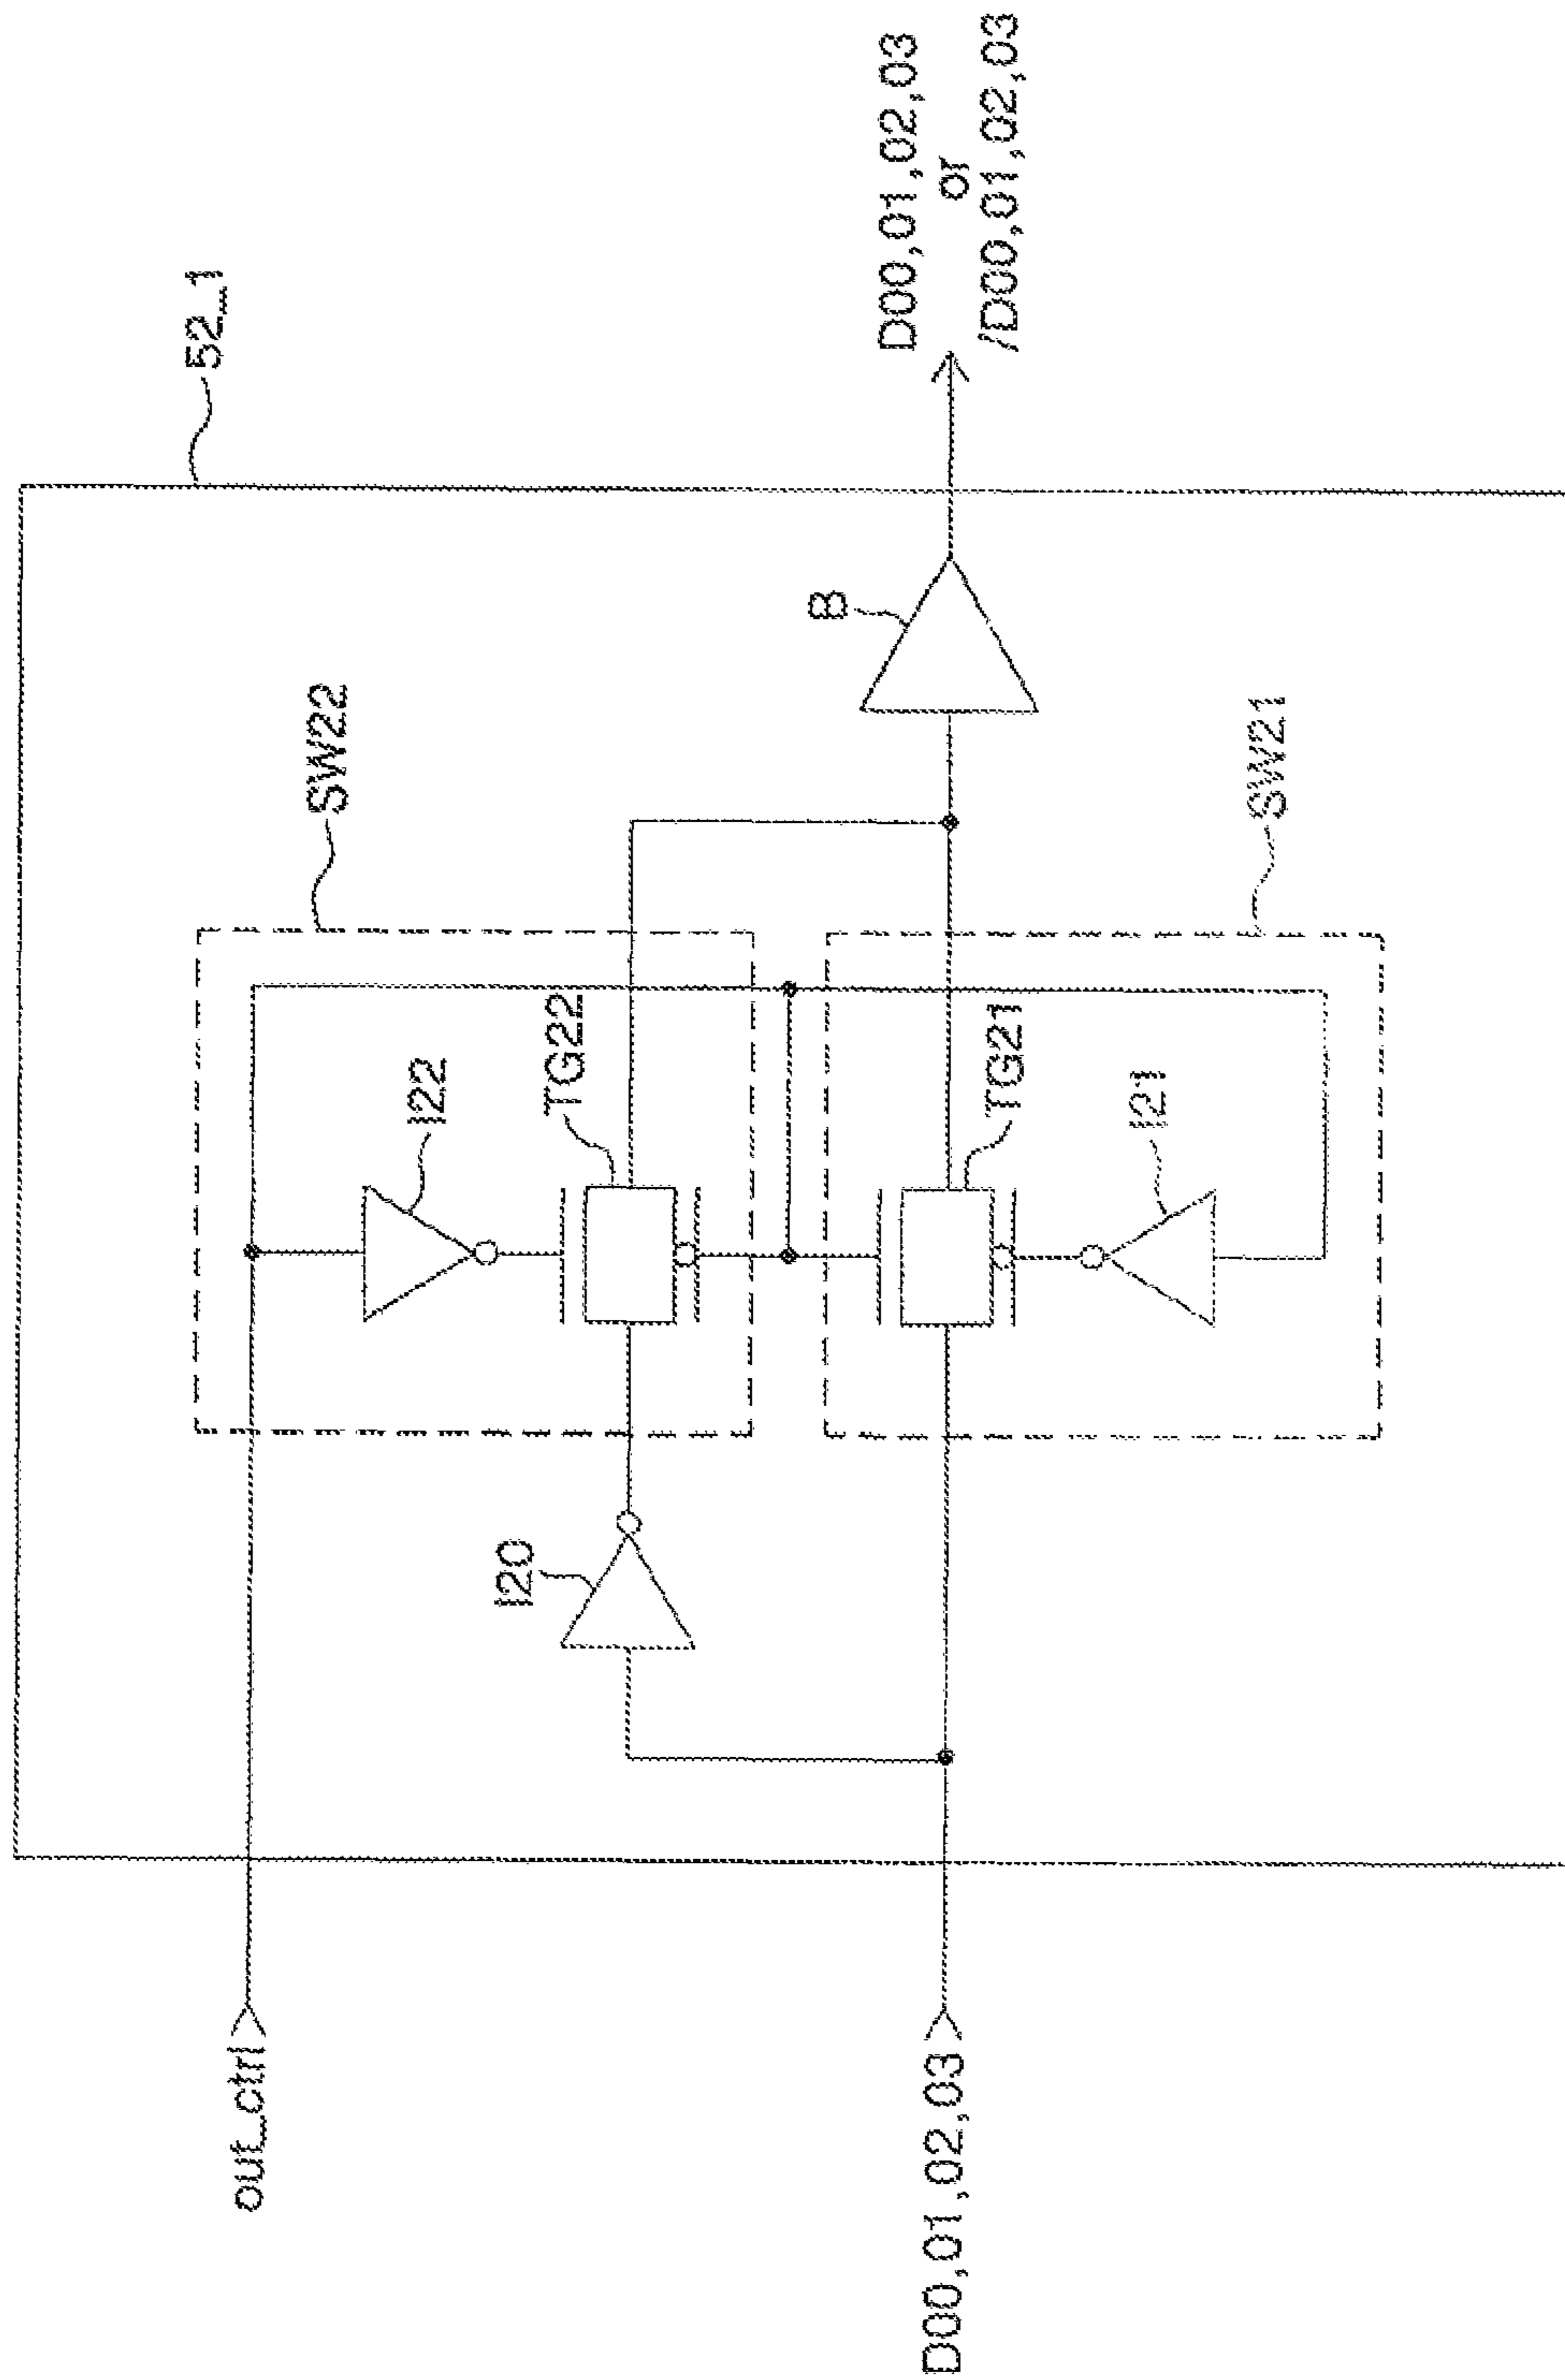 52_1
SW22
I22
TG22
I20
B
D00,01,02,03
or
/D00,01,02,03
out_ctrl
D00,01,02,03
TG21
I21
SW21